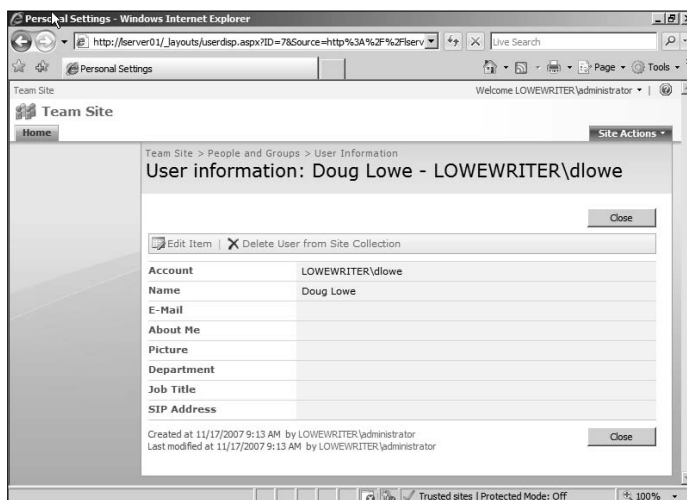 Personal Settings - Windows Internet Explorer
http://lserver01/_layouts/userdisp.aspx?ID=7&Source=http%3A%2F%2Flserv
Live Search
Personal Settings
Page
Tools
Team Site
Welcome LOWEWRITER\administrator
Team Site
Home
Site Actions
Team Site > People and Groups > User Information
User information: Doug Lowe - LOWEWRITER\dlowe
Close
Edit Item | Delete User from Site Collection
Account LOWEWRITER\dlowe
Name Doug Lowe
E-Mail
About Me
Picture
Department
Job Title
SIP Address
Created at 11/17/2007 9:13 AM by LOWEWRITER\administrator
Close
Last modified at 11/17/2007 9:13 AM by LOWEWRITER\administrator
Trusted sites | Protected Mode: Off
100%